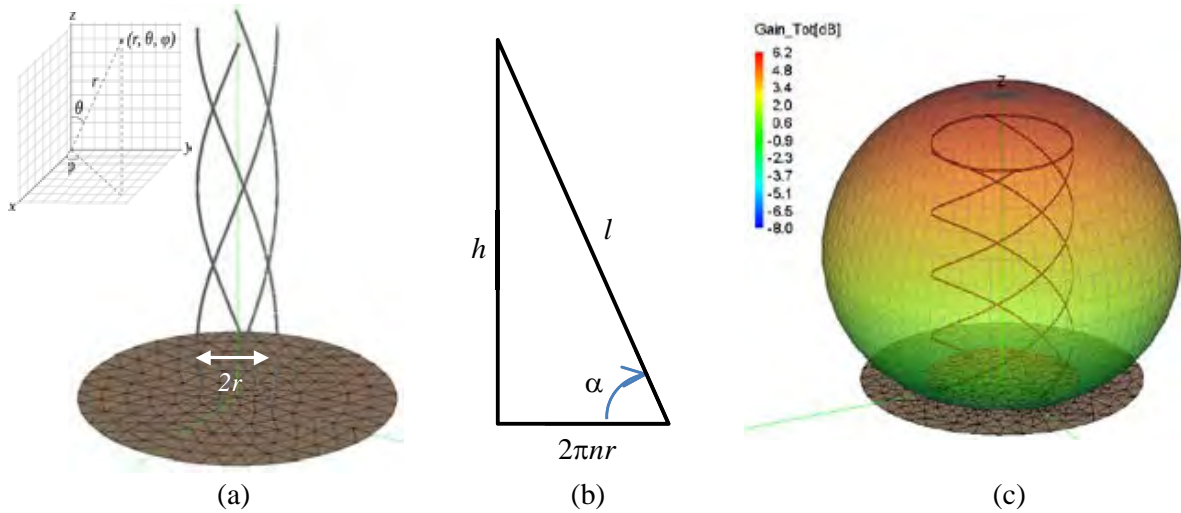 z
(r, θ, φ)
r
θ
y
φ
x
2r
(a)
h
l
α
2πnr
(b)
Gain_Tot[dB]
6.2
4.8
3.4
2.0
0.6
-0.9
-2.3
-3.7
-5.1
-6.5
-8.0
z
(c)